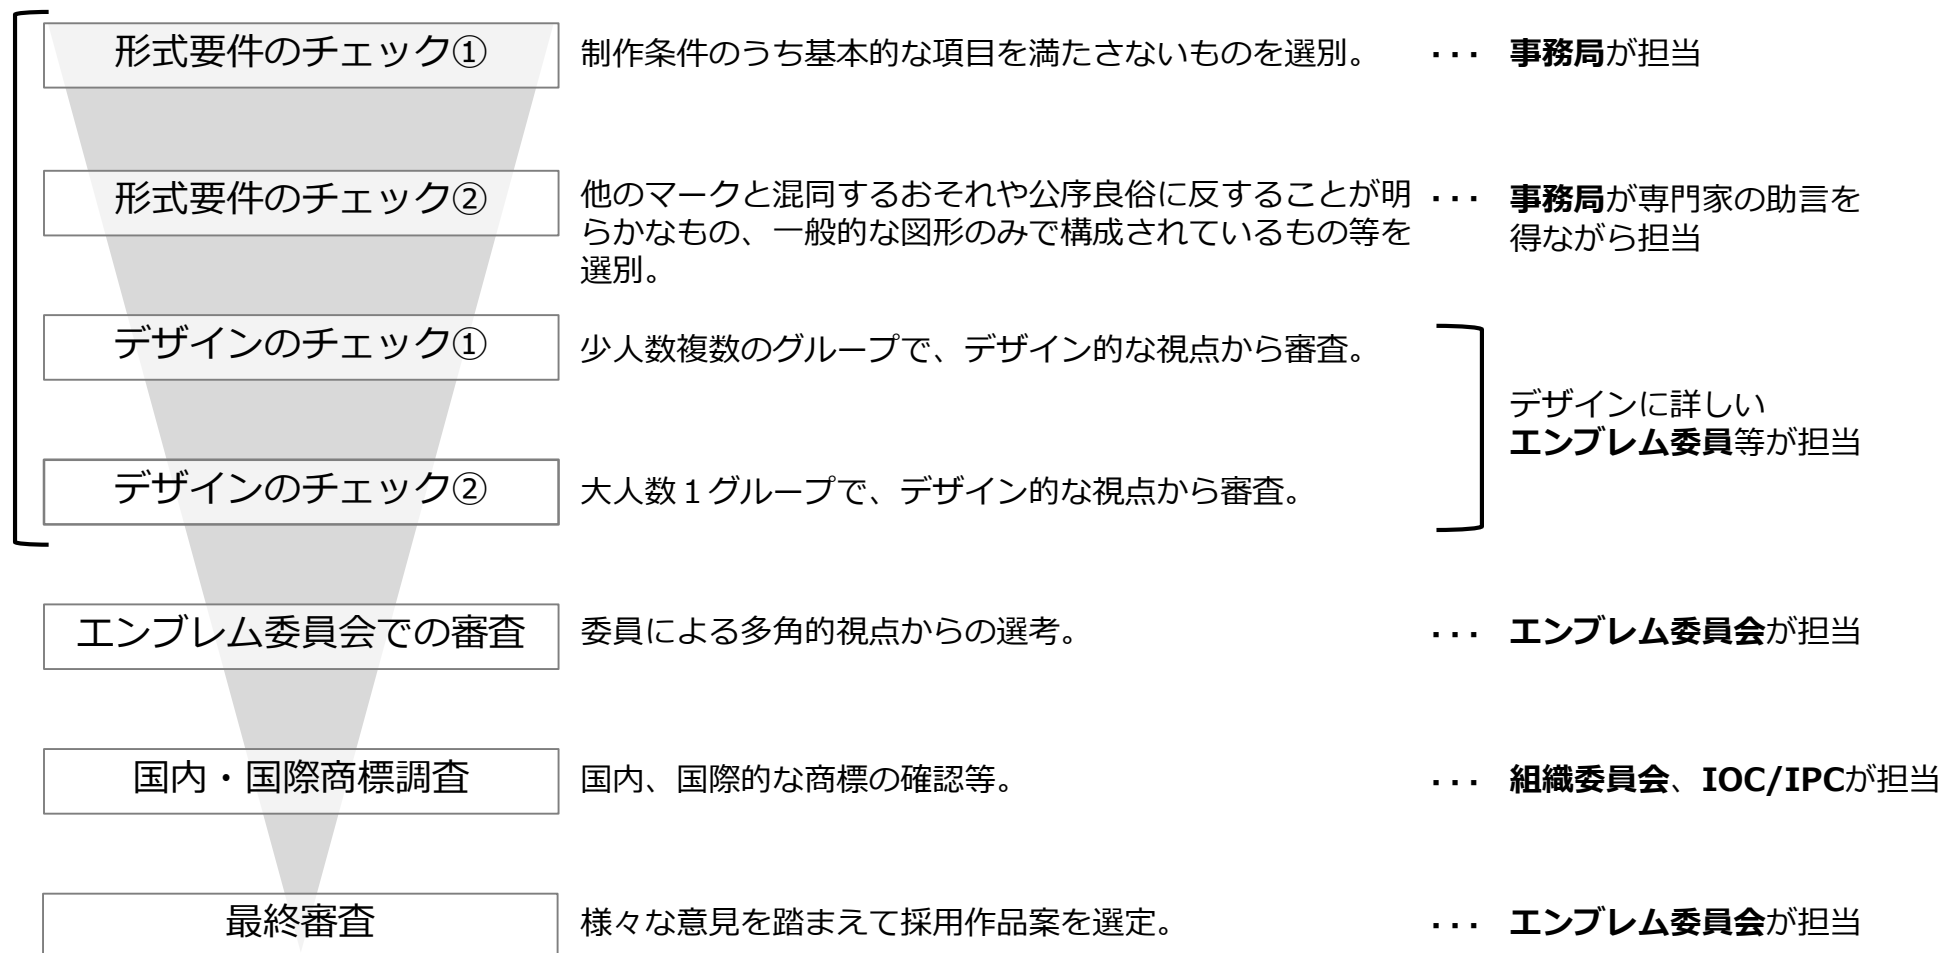 形式要件のチェック①
制作条件のうち基本的な項目を満たさないものを選別。
・・・ 事務局が担当
形式要件のチェック②
他のマークと混同するおそれや公序良俗に反することが明
らかなもの、一般的な図形のみで構成されているもの等を
選別。
・・・ 事務局が専門家の助言を
得ながら担当
デザインのチェック①
少人数複数のグループで、デザイン的な視点から審査。
デザインのチェック②
大人数１グループで、デザイン的な視点から審査。
デザインに詳しい
エンブレム委員等が担当
エンブレム委員会での審査
委員による多角的視点からの選考。
・・・ エンブレム委員会が担当
国内・国際商標調査
国内、国際的な商標の確認等。
・・・ 組織委員会、IOC/IPCが担当
最終審査
様々な意見を踏まえて採用作品案を選定。
・・・ エンブレム委員会が担当